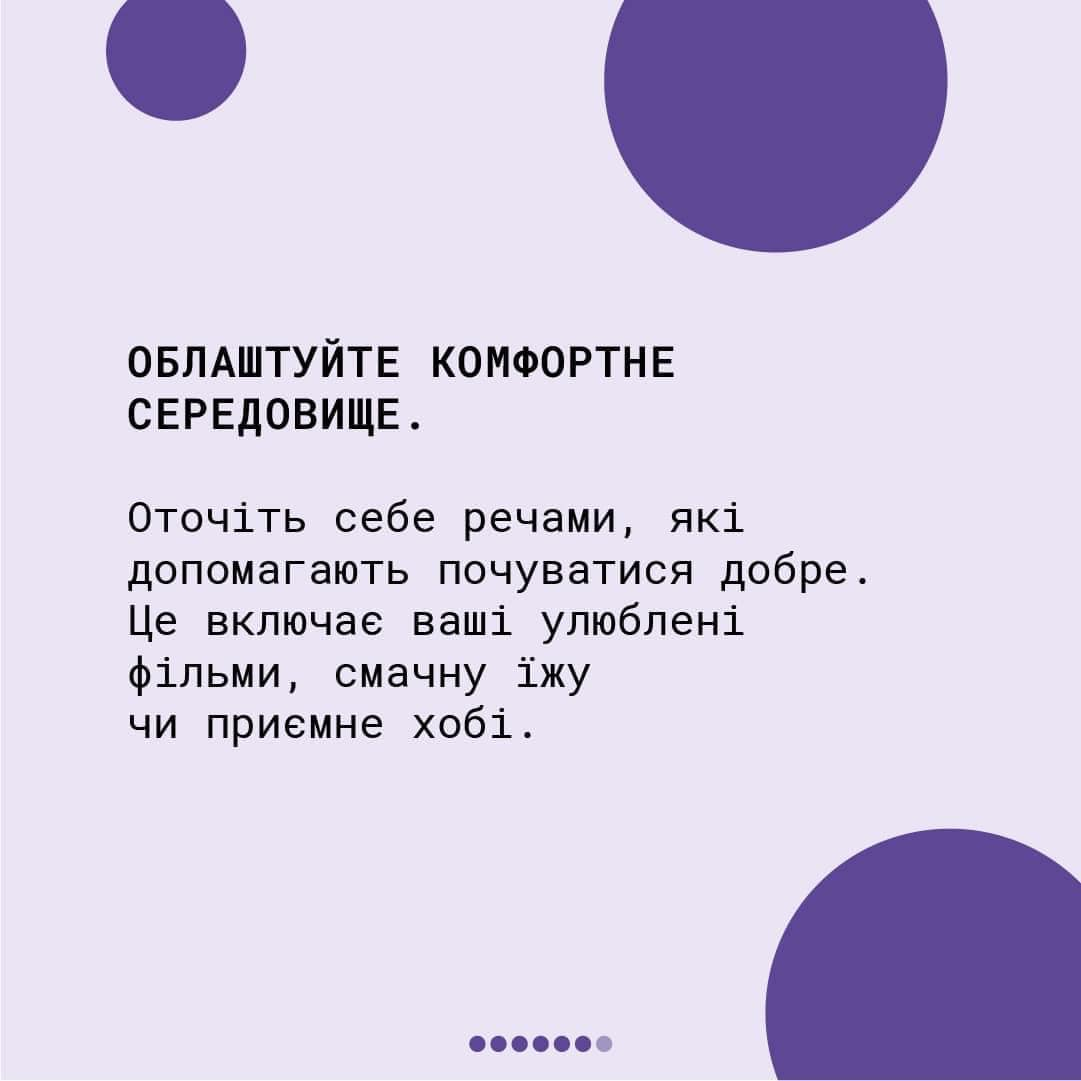 ОБЛАШТУЙТЕ КОМФОРТНЕ
СЕРЕДОВИЩЕ.
Оточіть себе речами, які
допомагають почуватися добре.
Це включає ваші улюблені
фільми, смачну їжу
чи приємне хобі.